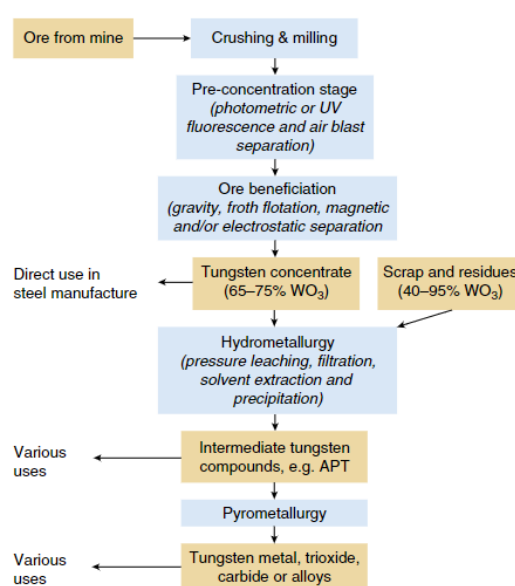 Ore from mine
Crushing & milling
Pre-concentration stage
(photometric or UV
fluorescence and air blast
separation)
Ore beneficiation
(gravity, froth flotation, magnetic
and/or electrostatic separation
Direct use in
steel manufacture
Tungsten concentrate
(65–75% WO₃)
Scrap and residues
(40–95% WO₃)
Hydrometallurgy
(pressure leaching, filtration,
solvent extraction and
precipitation)
Various
uses
Intermediate tungsten
compounds, e.g. APT
Pyrometallurgy
Various
uses
Tungsten metal, trioxide,
carbide or alloys